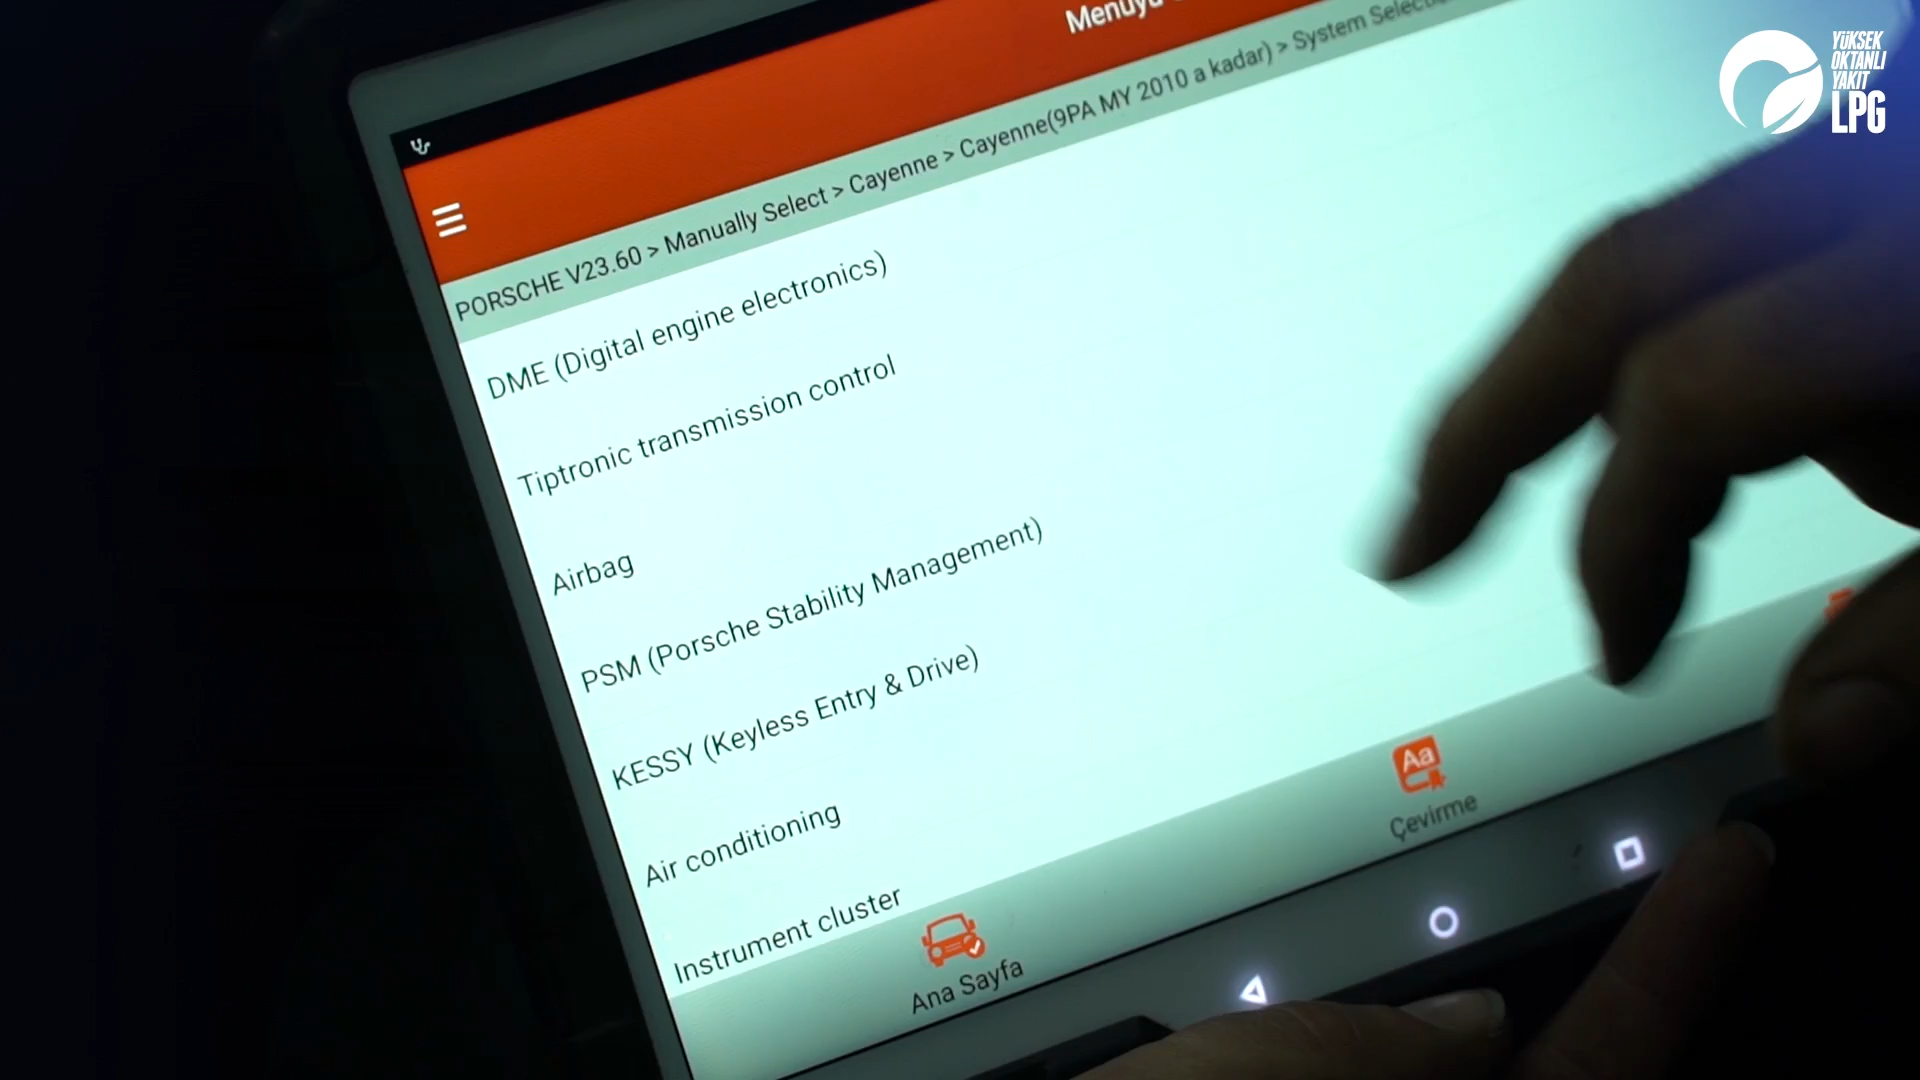 YÜKSEK
OKTANLI
YAKIT
LPG
PORSCHE V23.60 > Manually Select > Cayenne > Cayenne(9PA MY 2010 a kadar) > System
DME (Digital engine electronics)
Tiptronic transmission control
Airbag
PSM (Porsche Stability Management)
KESSY (Keyless Entry & Drive)
Air conditioning
Instrument cluster
Ana Sayfa
Aa
Çevirme